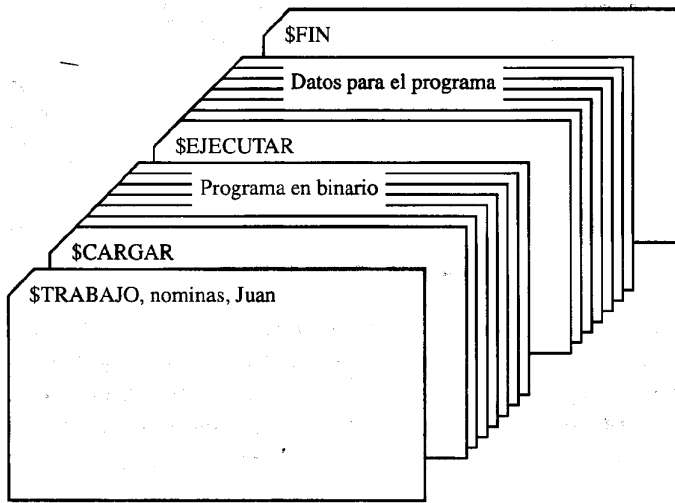 $FIN
Datos para el programa
$EJECUTAR
Programa en binario
$CARGAR
$TRABAJO, nominas, Juan